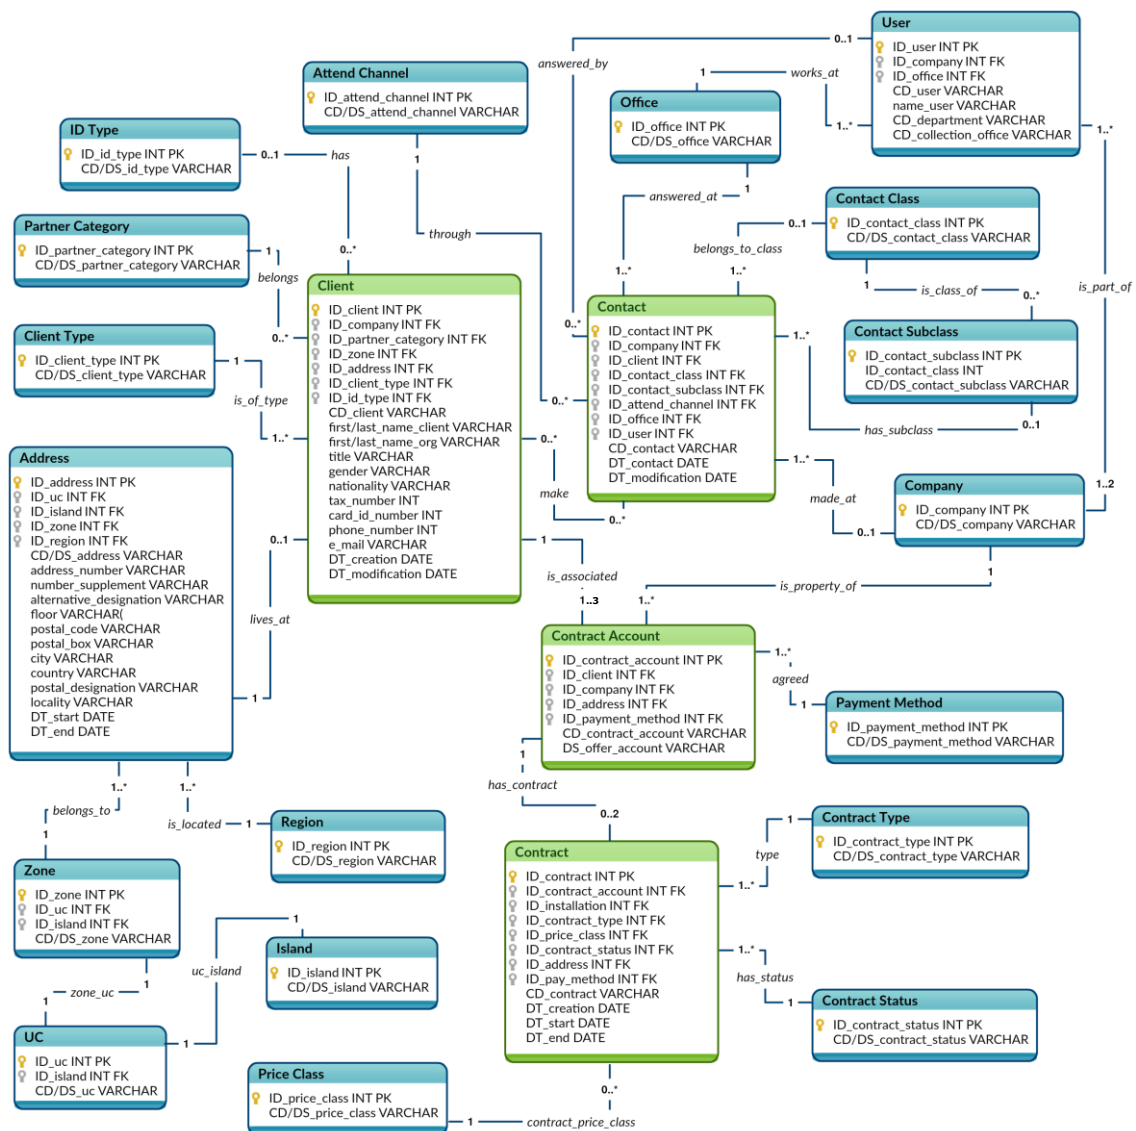 User
ID_user INT PK
ID_company INT FK
ID_office INT FK
CD_user VARCHAR
name_user VARCHAR
CD_department VARCHAR
CD_collection_office VARCHAR
0..1
answered_by
1
works_at
1..*
1..*
Attend Channel
ID_attend_channel INT PK
CD/DS_attend_channel VARCHAR
1
Office
ID_office INT PK
CD/DS_office VARCHAR
1
answered_at
ID Type
ID_id_type INT PK
CD/DS_id_type VARCHAR
0..1
has
0..*
Contact Class
ID_contact_class INT PK
CD/DS_contact_class VARCHAR
0..1
belongs_to_class
1
is_class_of
0..*
Partner Category
ID_partner_category INT PK
CD/DS_partner_category VARCHAR
1
belongs
0..*
through
1..*
1..*
is_part_of
Client
ID_client INT PK
ID_company INT FK
ID_partner_category INT FK
ID_zone INT FK
ID_address INT FK
ID_client_type INT FK
ID_id_type INT FK
CD_client VARCHAR
first/last_name_client VARCHAR
first/last_name_org VARCHAR
title VARCHAR
gender VARCHAR
nationality VARCHAR
tax_number INT
card_id_number INT
phone_number INT
e_mail VARCHAR
DT_creation DATE
DT_modification DATE
Contact
ID_contact INT PK
ID_company INT FK
ID_client INT FK
ID_contact_class INT FK
ID_contact_subclass INT FK
ID_attend_channel INT FK
ID_office INT FK
ID_user INT FK
CD_contact VARCHAR
DT_contact DATE
DT_modification DATE
0..*
0..*
1..*
Contact Subclass
ID_contact_subclass INT PK
ID_contact_class INT
CD/DS_contact_subclass VARCHAR
has_subclass
0..1
Client Type
ID_client_type INT PK
CD/DS_client_type VARCHAR
1
is_of_type
1..*
0..*
make
0..*
1..*
made_at
0..1
Company
ID_company INT PK
CD/DS_company VARCHAR
1..2
1
is_property_of
1..*
Address
ID_address INT PK
ID_uc INT FK
ID_island INT FK
ID_zone INT FK
ID_region INT FK
CD/DS_address VARCHAR
address_number VARCHAR
number_supplement VARCHAR
alternative_designation VARCHAR
floor VARCHAR(
postal_code VARCHAR
postal_box VARCHAR
city VARCHAR
country VARCHAR
postal_designation VARCHAR
locality VARCHAR
DT_start DATE
DT_end DATE
0..1
lives_at
1
1
is_associated
1..3
Contract Account
ID_contract_account INT PK
ID_client INT FK
ID_company INT FK
ID_address INT FK
ID_payment_method INT FK
CD_contract_account VARCHAR
DS_offer_account VARCHAR
1..*
agreed
1
Payment Method
ID_payment_method INT PK
CD/DS_payment_method VARCHAR
1
has_contract
0..2
1..*
belongs_to
1
1..*
is_located
1
Region
ID_region INT PK
CD/DS_region VARCHAR
Contract
ID_contract INT PK
ID_contract_account INT FK
ID_installation INT FK
ID_contract_type INT FK
ID_price_class INT FK
ID_contract_status INT FK
ID_address INT FK
ID_pay_method INT FK
CD_contract VARCHAR
DT_creation DATE
DT_start DATE
DT_end DATE
1..*
type
1
Contract Type
ID_contract_type INT PK
CD/DS_contract_type VARCHAR
1..*
has_status
1
Contract Status
ID_contract_status INT PK
CD/DS_contract_status VARCHAR
Zone
ID_zone INT PK
ID_uc INT FK
ID_island INT FK
CD/DS_zone VARCHAR
1
zone_uc
1
1
uc_island
1
Island
ID_island INT PK
CD/DS_island VARCHAR
UC
ID_uc INT PK
ID_island INT FK
CD/DS_uc VARCHAR
Price Class
ID_price_class INT PK
CD/DS_price_class VARCHAR
1
contract_price_class
0..*